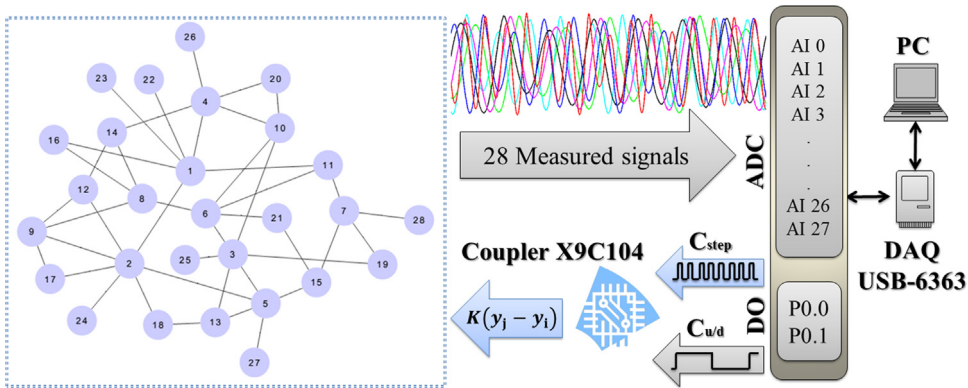 26
23
22
20
4
10
14
16
1
11
12
8
6
21
7
28
9
3
25
2
19
17
5
15
24
18
13
27
28 Measured signals
Coupler X9C104
K(yj − yi)
Cstep
Cu/d
ADC
DO
AI 0
AI 1
AI 2
AI 3
.
.
.
AI 26
AI 27
P0.0
P0.1
PC
DAQ
USB-6363